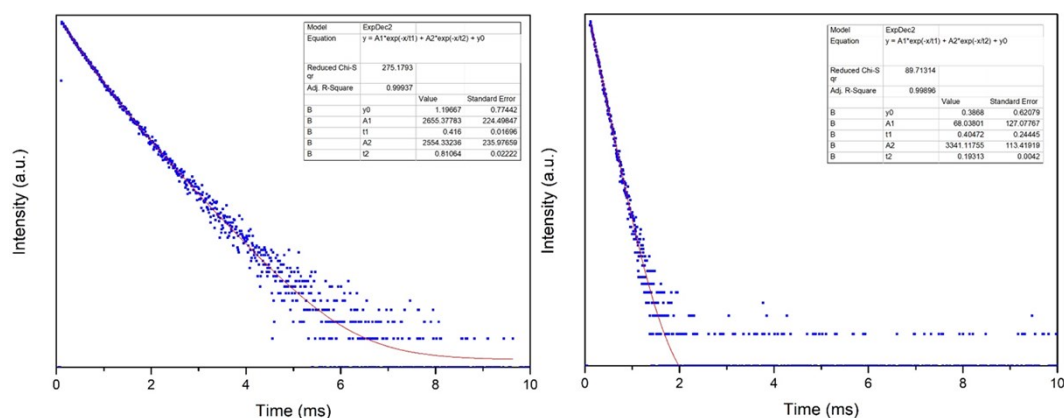 Model ExpDec2
Equation y = A1*exp(-x/t1) + A2*exp(-x/t2) + y0
Reduced Chi-S 275.1793
qr
Adj. R-Square 0.99937
Value Standard Error
B y0 1.19667 0.77442
B A1 2655.37783 224.49847
B t1 0.416 0.01696
B A2 2554.33236 235.97659
B t2 0.81064 0.02222
Intensity (a.u.)
0 2 4 6 8 10
Time (ms)
Model ExpDec2
Equation y = A1*exp(-x/t1) + A2*exp(-x/t2) + y0
Reduced Chi-S 89.71314
qr
Adj. R-Square 0.99896
Value Standard Error
B y0 0.3868 0.62079
B A1 68.03801 127.07767
B t1 0.40472 0.24445
B A2 3341.11755 113.41919
B t2 0.19313 0.0042
Intensity (a.u.)
0 2 4 6 8 10
Time (ms)